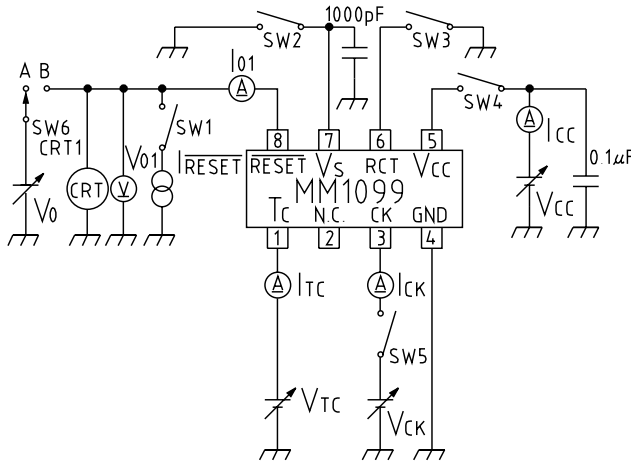 1000pF
SW2
SW3
A B
I01
SW4
SW6
CRT1
V01
SW1
IRESET
8
7
6
5
ICC
0.1μF
CRT
V
A
A
RESET
VS
RCT
VCC
MM1099
V0
VCC
TC
N.C.
CK
GND
1
2
3
4
A
ITC
A
ICK
SW5
VTC
VCK